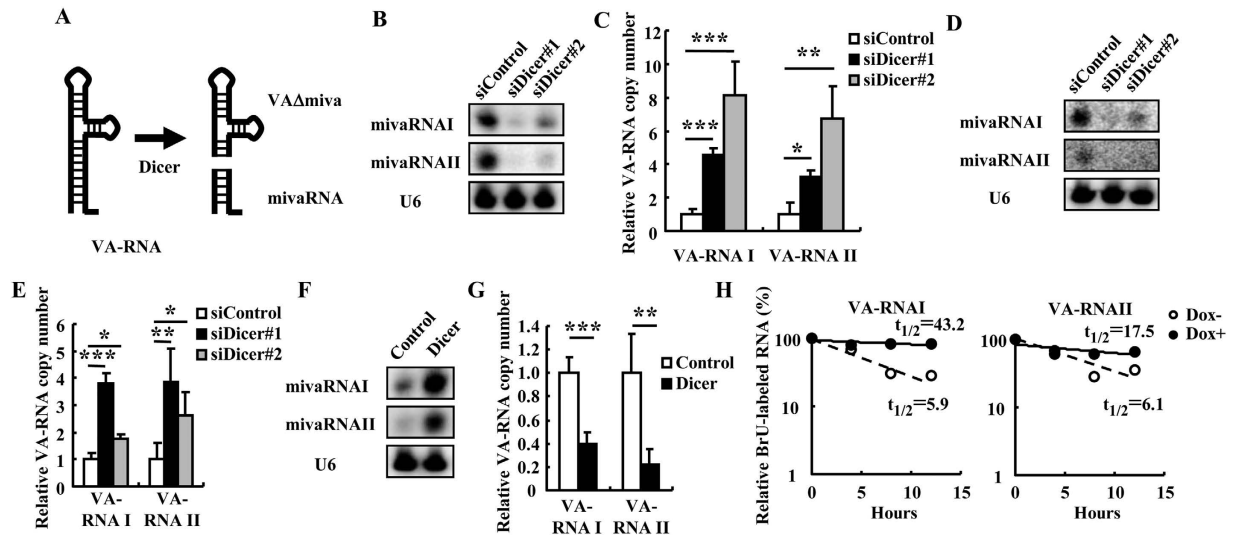 A
VAΔmiva
Dicer
mivaRNA
VA-RNA
B
siControl
siDicer#1
siDicer#2
mivaRNAI
mivaRNAII
U6
C
Relative VA-RNA copy number
12
10
8
6
4
2
0
***
***
**
*
siControl
siDicer#1
siDicer#2
VA-RNA I
VA-RNA II
D
siControl
siDicer#1
siDicer#2
mivaRNAI
mivaRNAII
U6
E
Relative VA-RNA copy number
6
5
4
3
2
1
0
*
***
*
**
siControl
siDicer#1
siDicer#2
VA-
RNA I
VA-
RNA II
F
Control
Dicer
mivaRNAI
mivaRNAII
U6
G
Relative VA-RNA copy number
1.4
1.2
1.0
0.8
0.6
0.4
0.2
0
***
**
Control
Dicer
VA-
RNA I
VA-
RNA II
H
Relative BrU-labeled RNA (%)
VA-RNAI
100
10
1
t1/2=43.2
t1/2=5.9
0 5 10 15
Hours
VA-RNAII
100
10
1
t1/2=17.5
t1/2=6.1
0 5 10 15
Hours
Dox-
Dox+